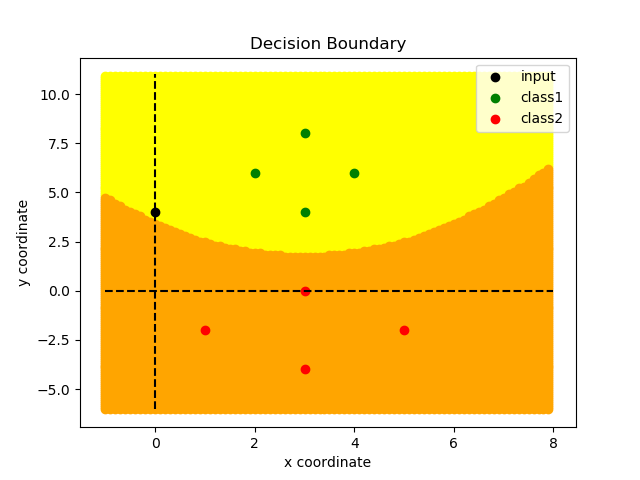 Decision Boundary
input
class1
class2
10.0
7.5
5.0
2.5
0.0
−2.5
−5.0
y coordinate
0
2
4
6
8
x coordinate